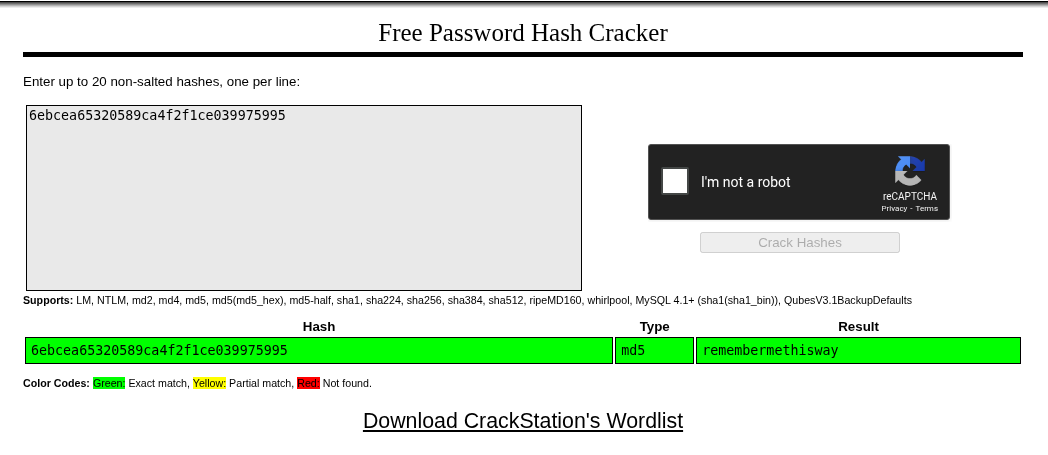 Free Password Hash Cracker
Enter up to 20 non-salted hashes, one per line:
6ebcea65320589ca4f2f1ce039975995
I'm not a robot
reCAPTCHA
Privacy - Terms
Crack Hashes
Supports: LM, NTLM, md2, md4, md5, md5(md5_hex), md5-half, sha1, sha224, sha256, sha384, sha512, ripeMD160, whirlpool, MySQL 4.1+ (sha1(sha1_bin)), QubesV3.1BackupDefaults
Hash Type Result
6ebcea65320589ca4f2f1ce039975995 md5 remembermethisway
Color Codes: Green: Exact match, Yellow: Partial match, Red: Not found.
Download CrackStation's Wordlist